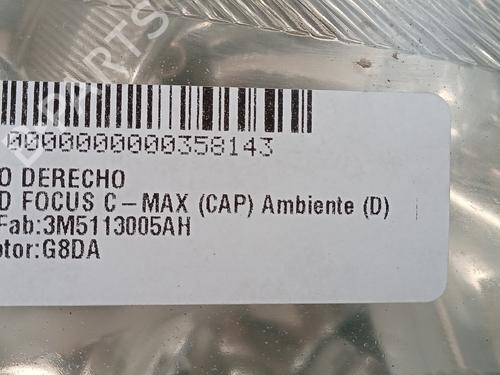 0000000000358143
O DERECHO
D FOCUS C-MAX (CAP) Ambiente (D)
Fab:3M5113005AH
otor:G8DA